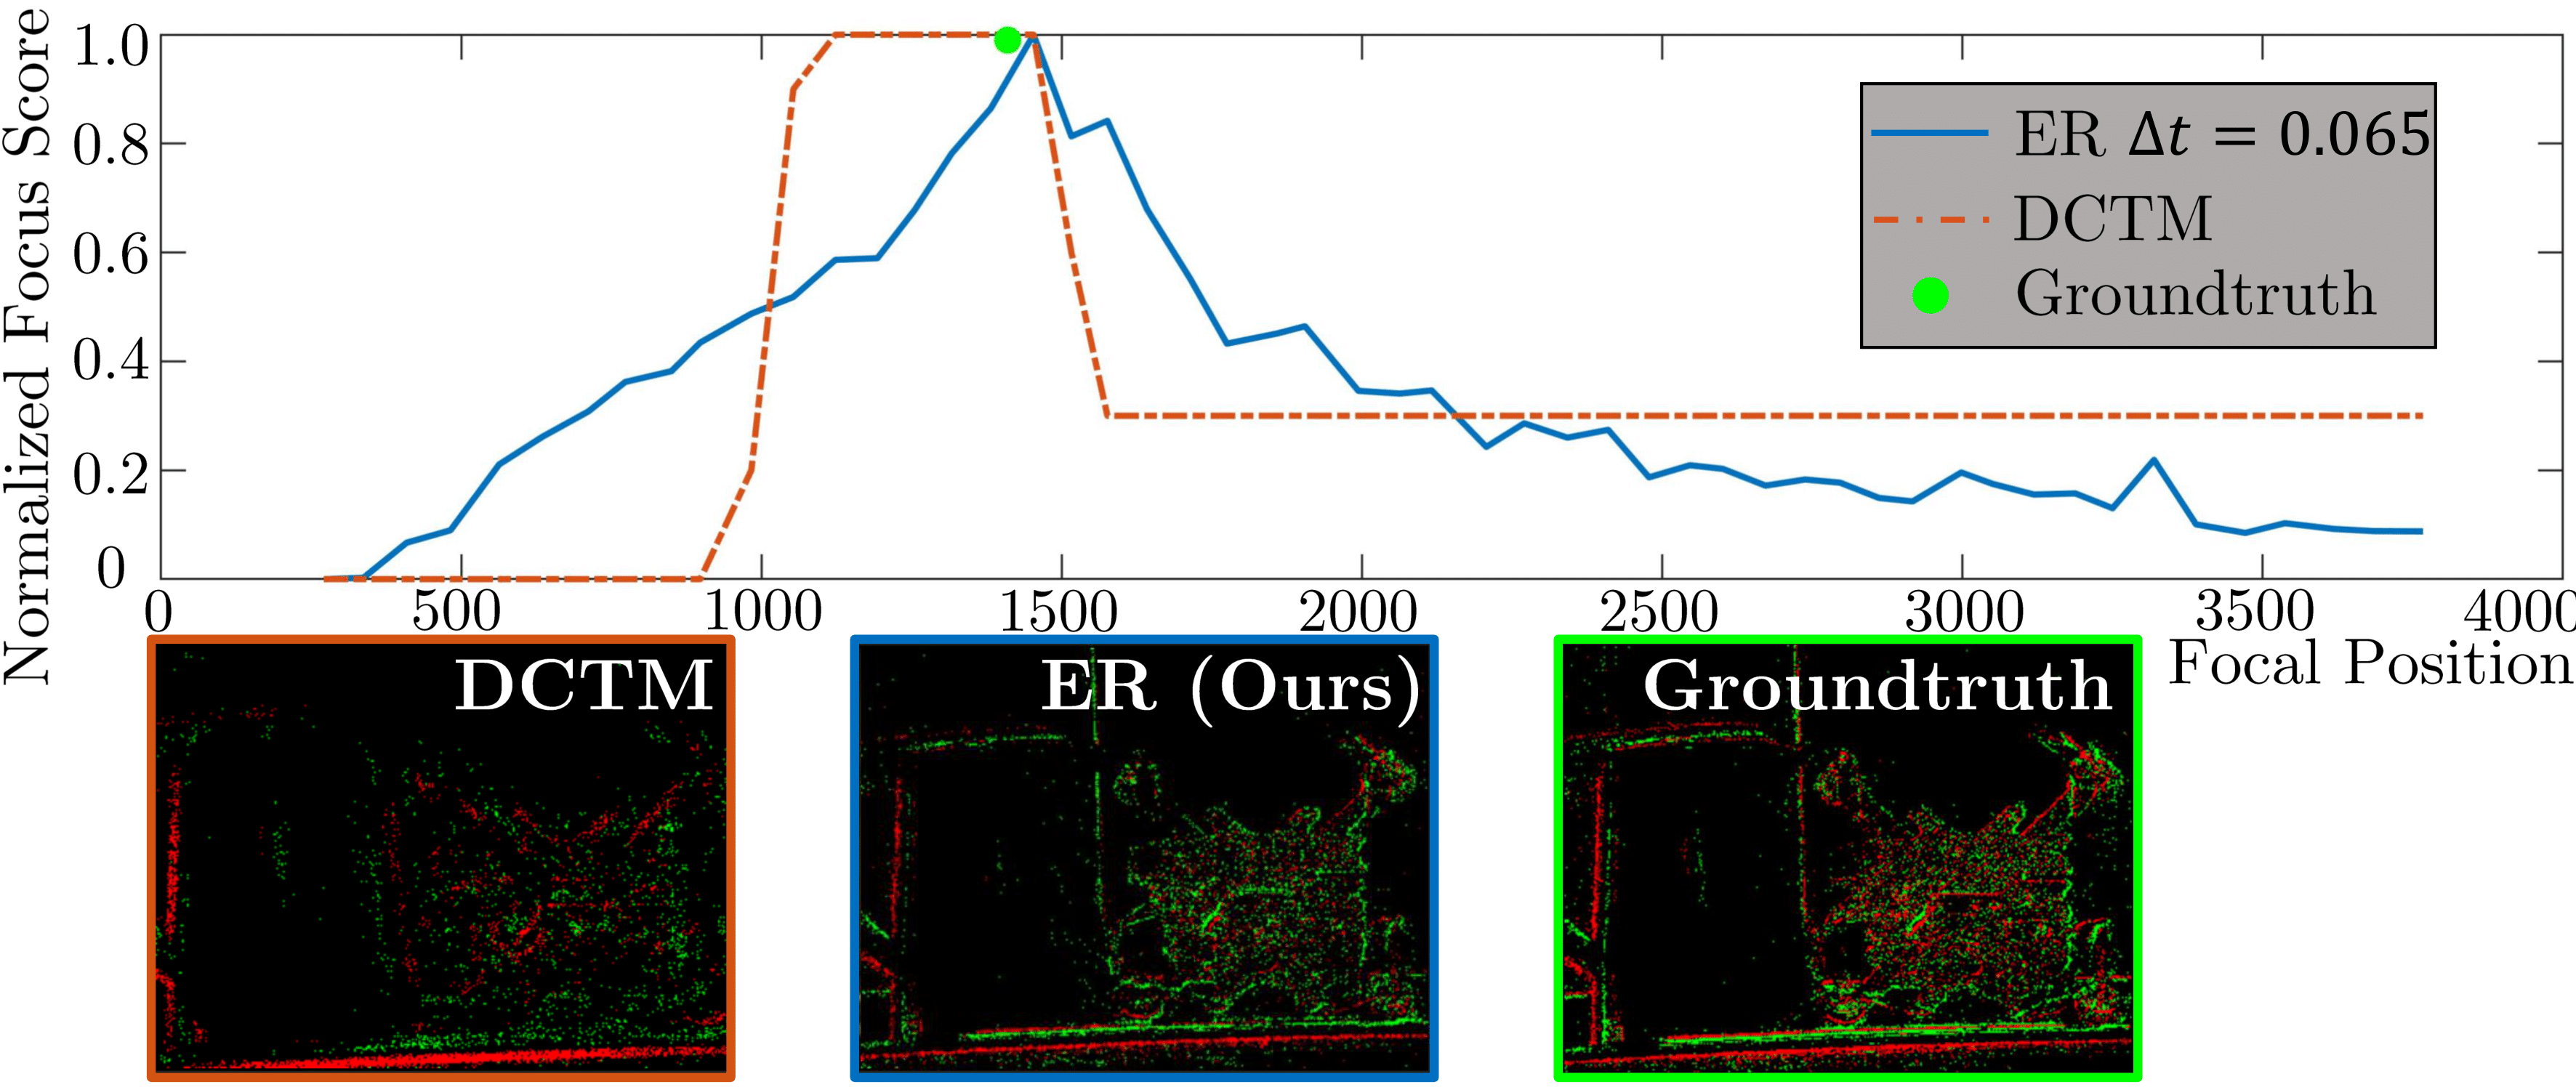 Normalized Focus Score
1.0
0.8
0.6
0.4
0.2
0
ER Δt = 0.065
DCTM
Groundtruth
0 500 1000 1500 2000 2500 3000 3500 4000
Focal Position
DCTM
ER (Ours)
Groundtruth